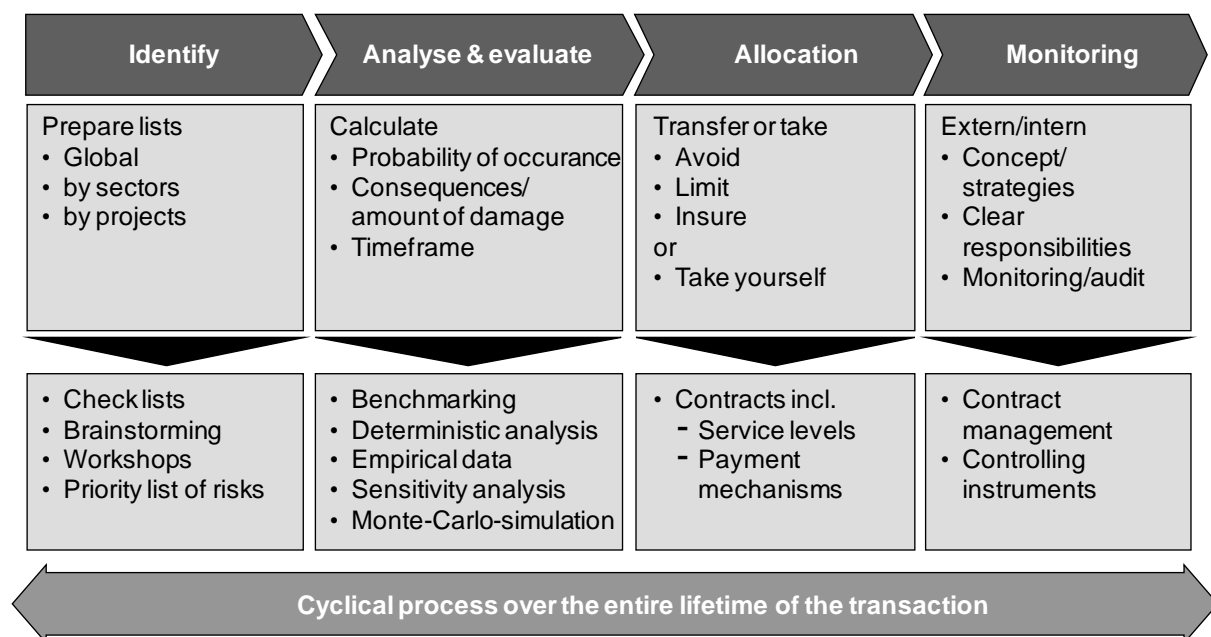 Identify
Analyse & evaluate
Allocation
Monitoring
Prepare lists
• Global
• by sectors
• by projects
Calculate
• Probability of occurance
• Consequences/
amount of damage
• Timeframe
Transfer or take
• Avoid
• Limit
• Insure
or
• Take yourself
Extern/intern
• Concept/
strategies
• Clear
responsibilities
• Monitoring/audit
• Check lists
• Brainstorming
• Workshops
• Priority list of risks
• Benchmarking
• Deterministic analysis
• Empirical data
• Sensitivity analysis
• Monte-Carlo-simulation
• Contracts incl.
- Service levels
- Payment
mechanisms
• Contract
management
• Controlling
instruments
Cyclical process over the entire lifetime of the transaction